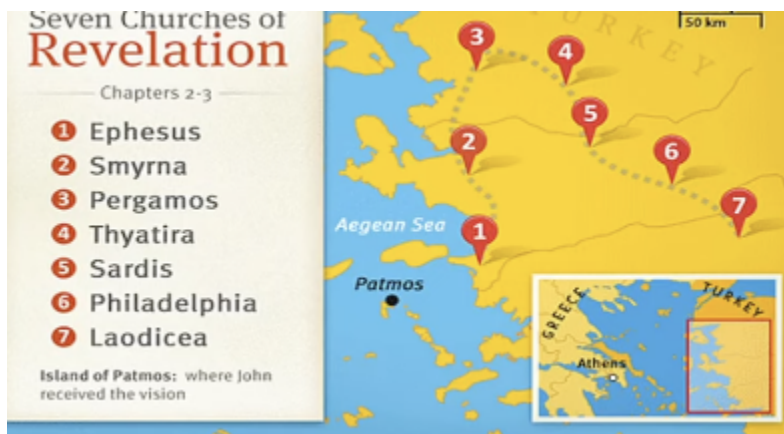 Seven Churches of
Revelation
Chapters 2-3
1 Ephesus
2 Smyrna
3 Pergamos
4 Thyatira
5 Sardis
6 Philadelphia
7 Laodicea
Island of Patmos: where John
received the vision
TURKEY
50 km
3
4
5
2
6
7
Aegean Sea
1
Patmos
GREECE
TURKEY
Athens